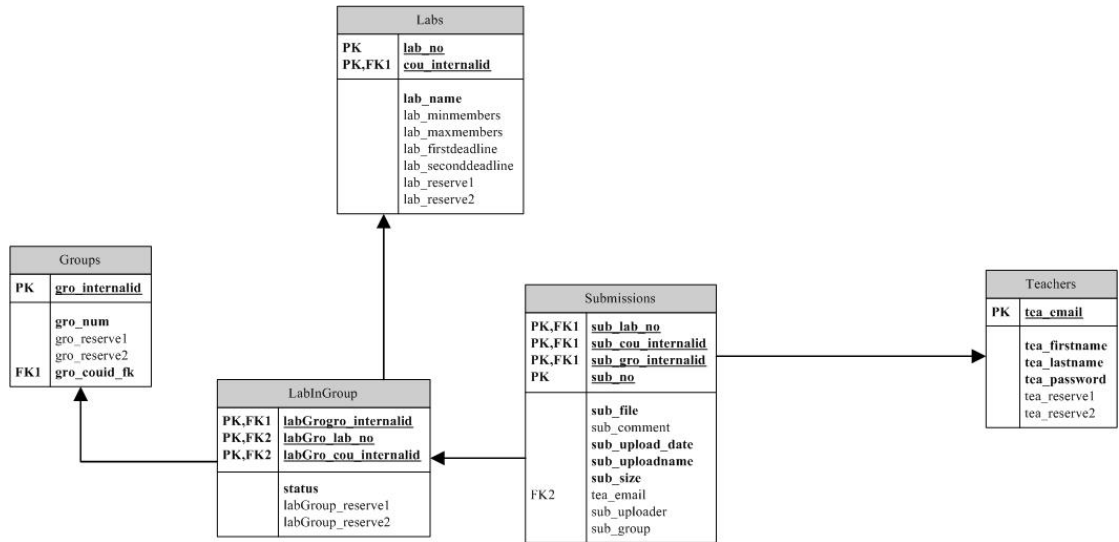 Labs
PK lab_no
PK,FK1 cou_internalid
lab_name
lab_minmembers
lab_maxmembers
lab_firstdeadline
lab_seconddeadline
lab_reserve1
lab_reserve2
Groups
PK gro_internalid
gro_num
gro_reserve1
gro_reserve2
FK1 gro_couid_fk
LabInGroup
PK,FK1 labGrogro_internalid
PK,FK2 labGro_lab_no
PK,FK2 labGro_cou_internalid
status
labGroup_reserve1
labGroup_reserve2
Submissions
PK,FK1 sub_lab_no
PK,FK1 sub_cou_internalid
PK,FK1 sub_gro_internalid
PK sub_no
sub_file
sub_comment
sub_upload_date
sub_uploadname
sub_size
FK2 tea_email
sub_uploader
sub_group
Teachers
PK tea_email
tea_firstname
tea_lastname
tea_password
tea_reserve1
tea_reserve2